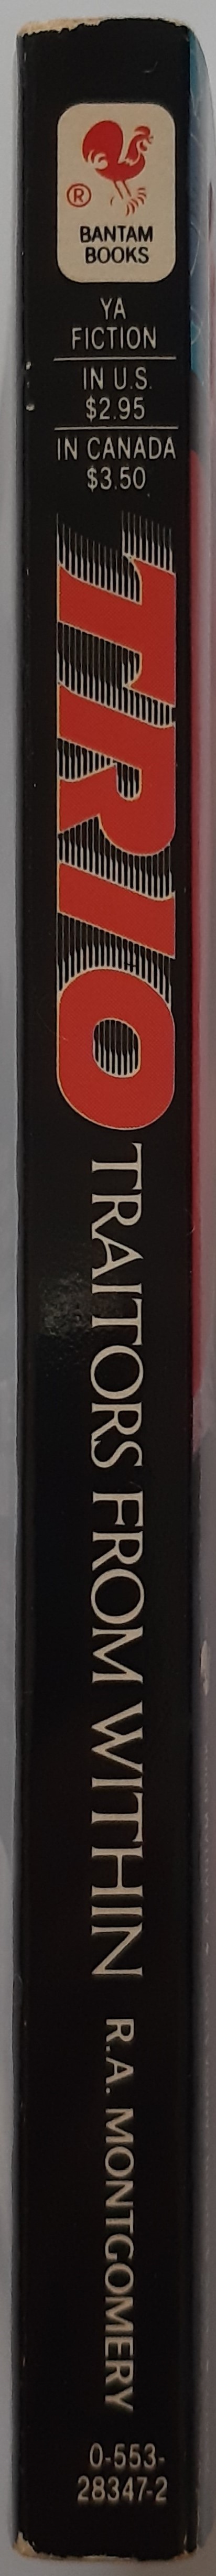 ®
BANTAM
BOOKS
YA
FICTION
IN U.S.
$2.95
IN CANADA
$3.50
TRIO
TRAITORS FROM WITHIN
R.A. MONTGOMERY
0-553-
28347-2